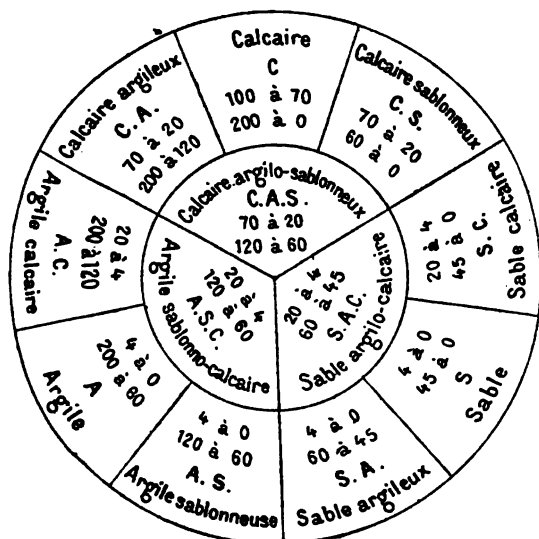 Calcaire
C
100 à 70
200 à 0
Calcaire sablonneux
C. S.
70 à 20
60 à 0
Sable calcaire
S. C.
20 à 4
45 à 0
Sable
S
4 à 0
45 à 0
4 à 0
60 à 45
S. A.
Sable argileux
4 à 0
120 à 60
A. S.
Argile sablonneuse
4 à 0
200 à 60
A
Argile
20 à 4
200 à 120
A. C.
Argile calcaire
Calcaire argileux
C. A.
70 à 20
200 à 120
Calcaire argilo-sablonneux
C.A.S.
70 à 20
120 à 60
20 à 4
60 à 45
S.A.C.
Sable argilo-calcaire
20 à 4
120 à 60
A.S.C.
Argile sablonno-calcaire